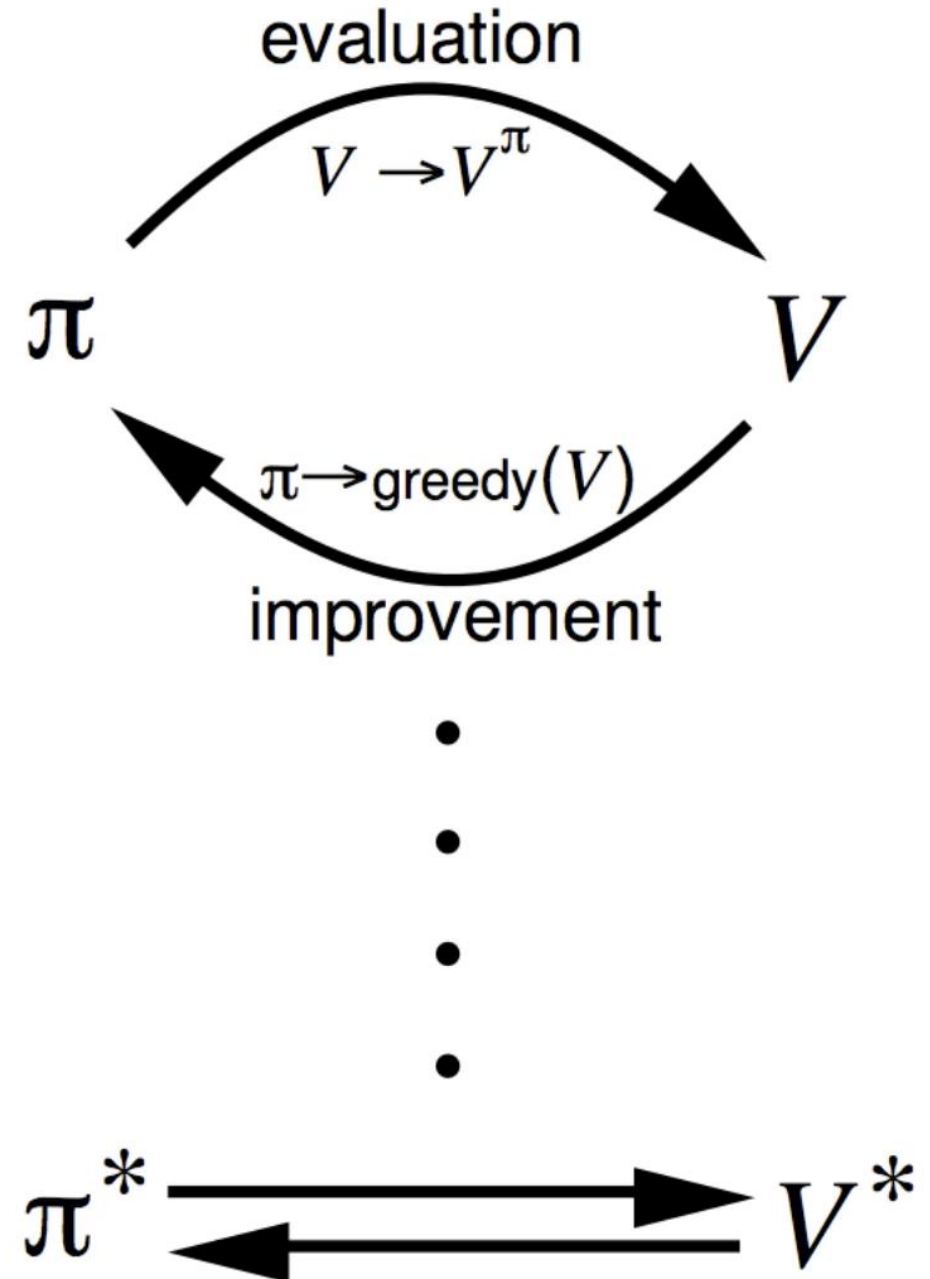 evaluation
V → V^π
π V
π→greedy(V)
improvement
π* V*